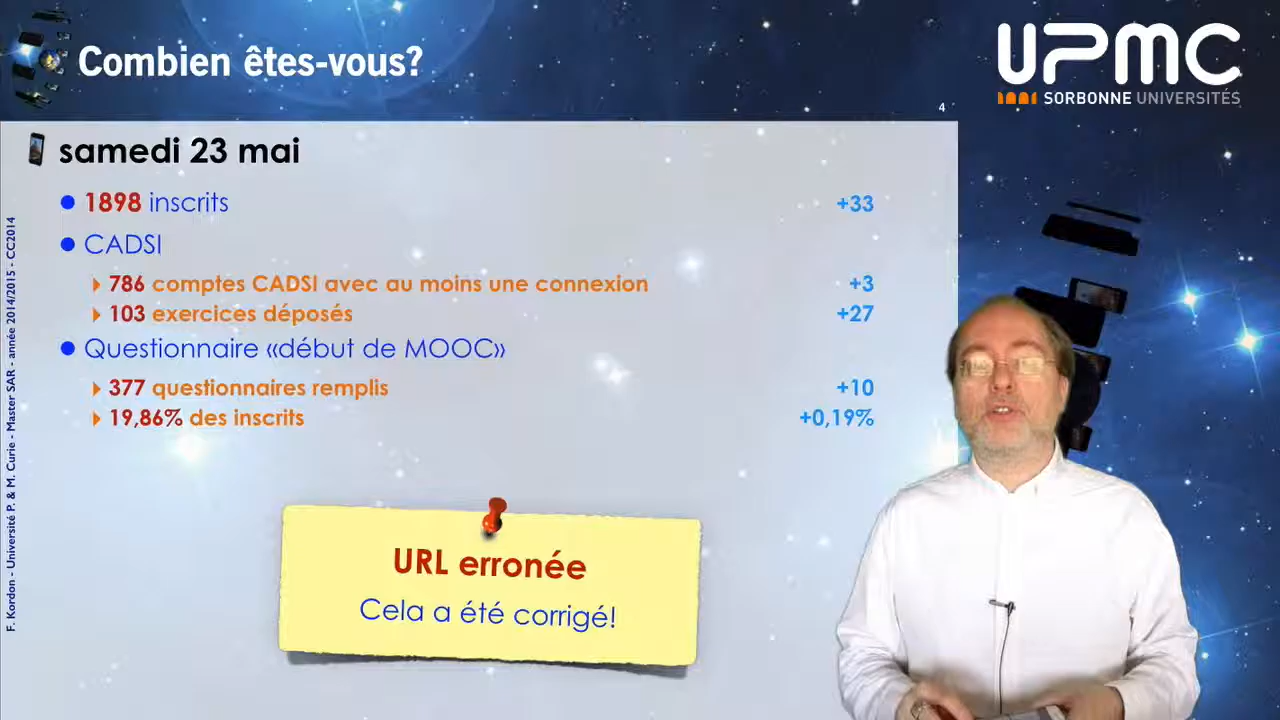 Combien êtes-vous?
UPMC
SORBONNE UNIVERSITÉS
4
samedi 23 mai
1898 inscrits +33
CADSI
786 comptes CADSI avec au moins une connexion +3
103 exercices déposés +27
Questionnaire «début de MOOC»
377 questionnaires remplis +10
19,86% des inscrits +0,19%
URL erronée
Cela a été corrigé!
F. Kordon - Université P. & M. Curie - Master SAR - année 2014/2015 - CC2014